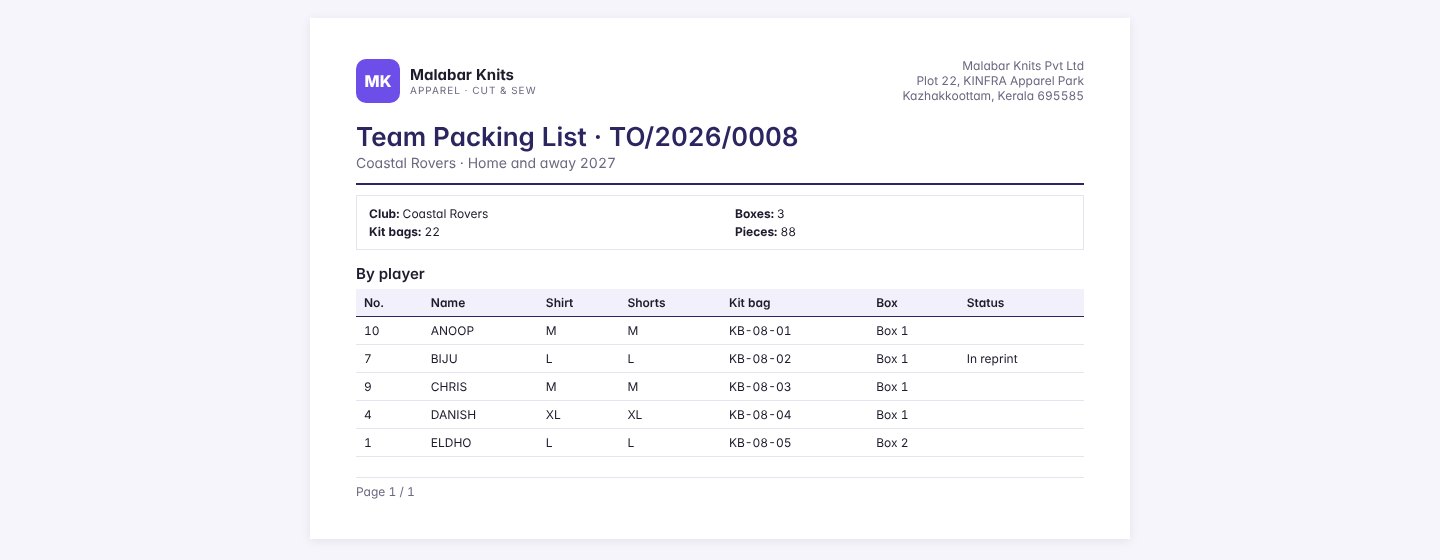 MK
Malabar Knits
APPAREL · CUT & SEW
Malabar Knits Pvt Ltd
Plot 22, KINFRA Apparel Park
Kazhakkoottam, Kerala 695585
Team Packing List · TO/2026/0008
Coastal Rovers · Home and away 2027
Club: Coastal Rovers Boxes: 3
Kit bags: 22 Pieces: 88
By player
No. Name Shirt Shorts Kit bag Box Status
10 ANOOP M M KB-08-01 Box 1
7 BIJU L L KB-08-02 Box 1 In reprint
9 CHRIS M M KB-08-03 Box 1
4 DANISH XL XL KB-08-04 Box 1
1 ELDHO L L KB-08-05 Box 2
Page 1 / 1